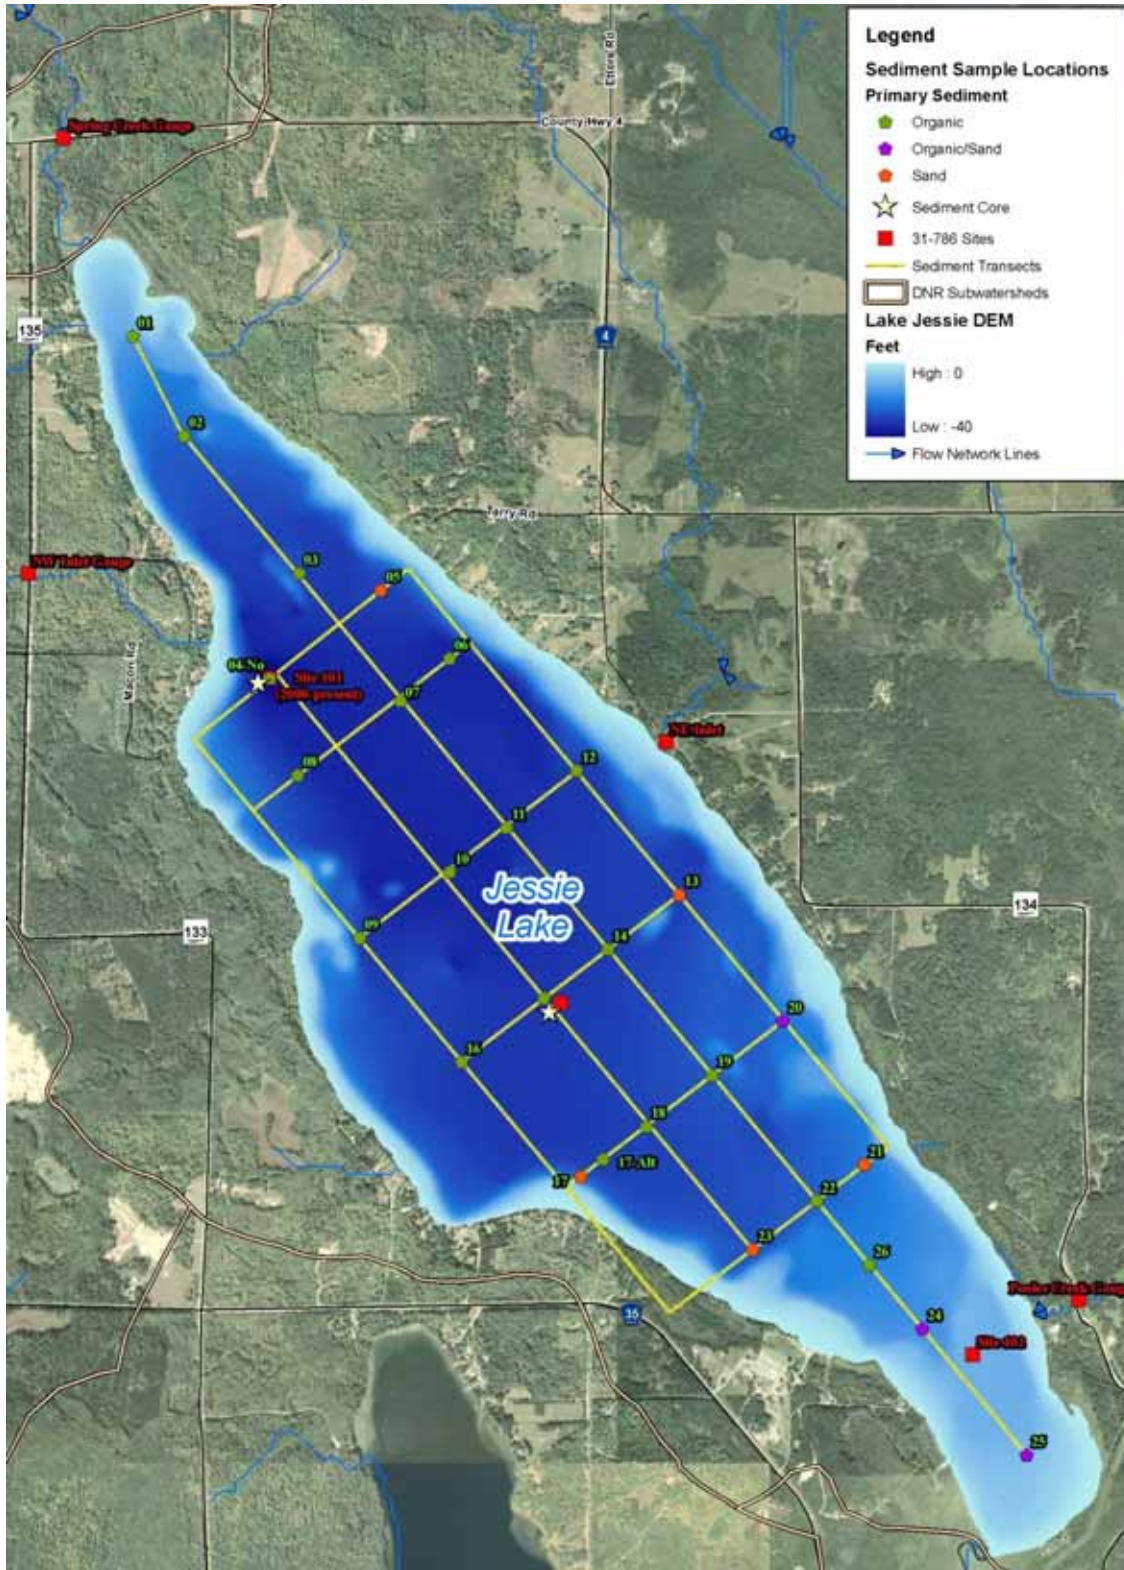 Legend
Sediment Sample Locations
Primary Sediment
Organic
Organic/Sand
Sand
Sediment Core
31-786 Sites
Sediment Transects
DNR Subwatersheds
Lake Jessie DEM
Feet
High : 0
Low : -40
Flow Network Lines
Ettore Rd
Spring Creek Gauge
County Hwy 4
01
135
4
02
Terry Rd
NW Inlet Gauge
03
05
Macon Rd
06
04-No
Site 101
(2000-present)
07
NE Inlet
08
12
11
10
Jessie
Lake
13
134
133
09
14
20
16
19
18
17-Alt
17
21
22
23
26
35
24
Site 102
25